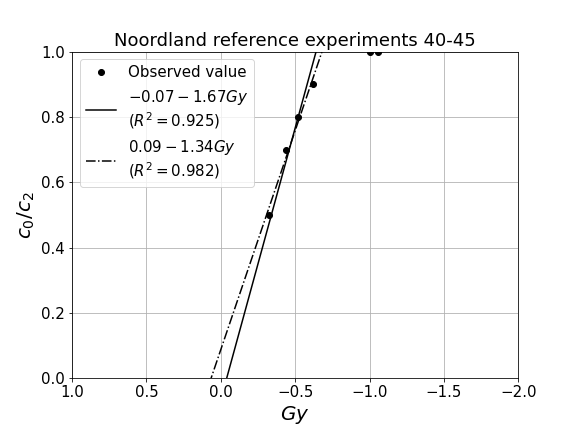 Noordland reference experiments 40-45
Observed value
−0.07 − 1.67Gy
(R² = 0.925)
0.09 − 1.34Gy
(R² = 0.982)
c₀/c₂
1.0
0.8
0.6
0.4
0.2
0.0
1.0 0.5 0.0 −0.5 −1.0 −1.5 −2.0
Gy